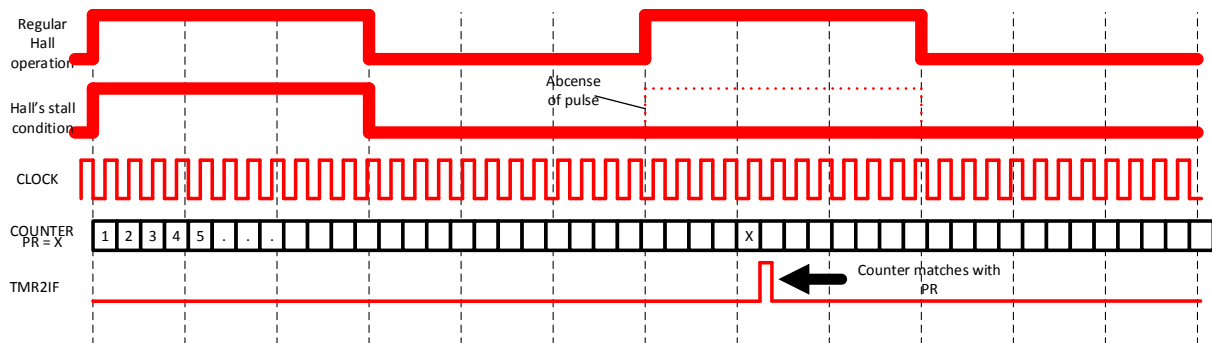 Regular
Hall
operation
Abcense
of pulse
Hall's stall
condition
CLOCK
COUNTER
PR = X
1 2 3 4 5 . . . X
TMR2IF
Counter matches with
PR